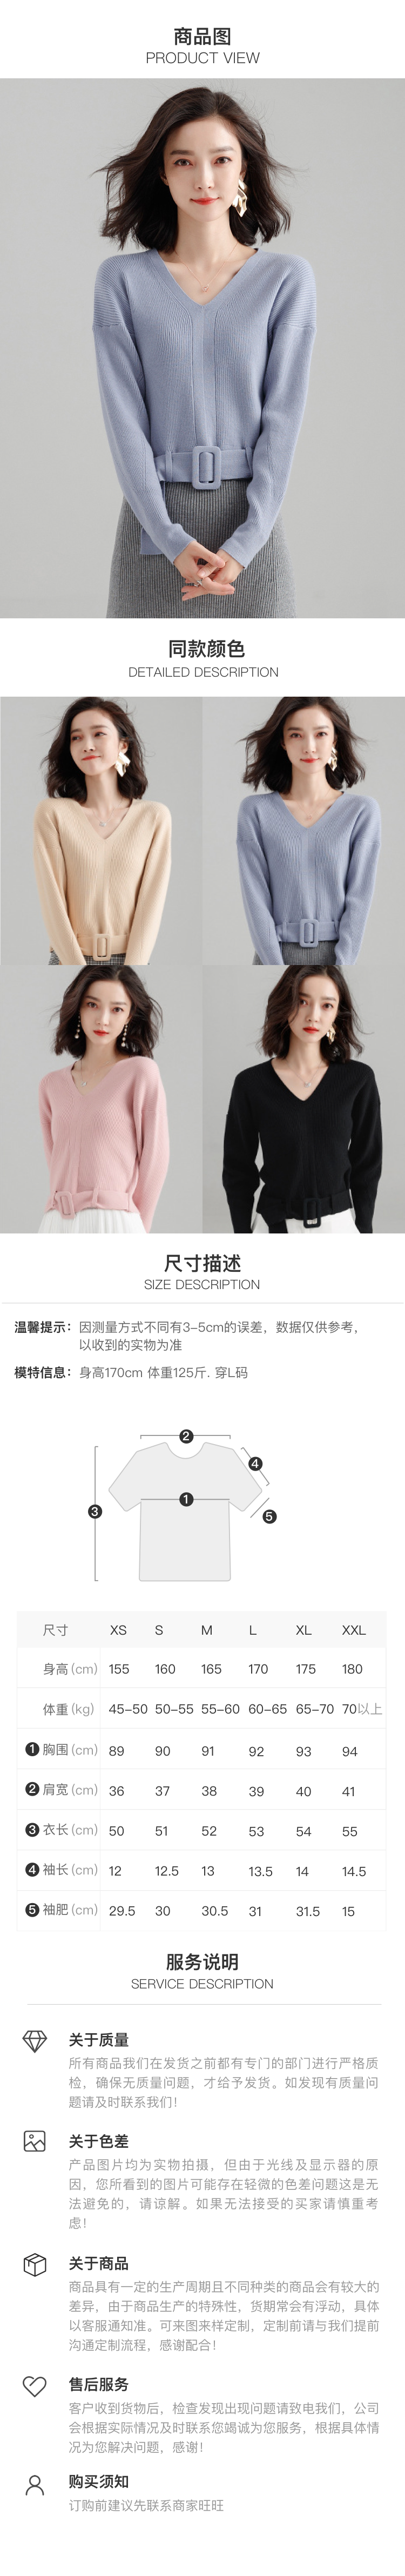 商品图
PRODUCT VIEW
同款颜色
DETAILED DESCRIPTION
尺寸描述
SIZE DESCRIPTION
温馨提示：因测量方式不同有3-5cm的误差，数据仅供参考，
以收到的实物为准
模特信息：身高170cm 体重125斤. 穿L码
2
4
1
3
5
尺寸 XS S M L XL XXL
身高(cm) 155 160 165 170 175 180
体重(kg) 45-50 50-55 55-60 60-65 65-70 70以上
1 胸围(cm) 89 90 91 92 93 94
2 肩宽(cm) 36 37 38 39 40 41
3 衣长(cm) 50 51 52 53 54 55
4 袖长(cm) 12 12.5 13 13.5 14 14.5
5 袖肥(cm) 29.5 30 30.5 31 31.5 15
服务说明
SERVICE DESCRIPTION
关于质量
所有商品我们在发货之前都有专门的部门进行严格质
检，确保无质量问题，才给予发货。如发现有质量问
题请及时联系我们！
关于色差
产品图片均为实物拍摄，但由于光线及显示器的原
因，您所看到的图片可能存在轻微的色差问题这是无
法避免的，请谅解。如果无法接受的买家请慎重考
虑！
关于商品
商品具有一定的生产周期且不同种类的商品会有较大的
差异，由于商品生产的特殊性，货期常会有浮动，具体
以客服通知准。可来图来样定制，定制前请与我们提前
沟通定制流程，感谢配合！
售后服务
客户收到货物后，检查发现出现问题请致电我们，公司
会根据实际情况及时联系您竭诚为您服务，根据具体情
况为您解决问题，感谢！
购买须知
订购前建议先联系商家旺旺